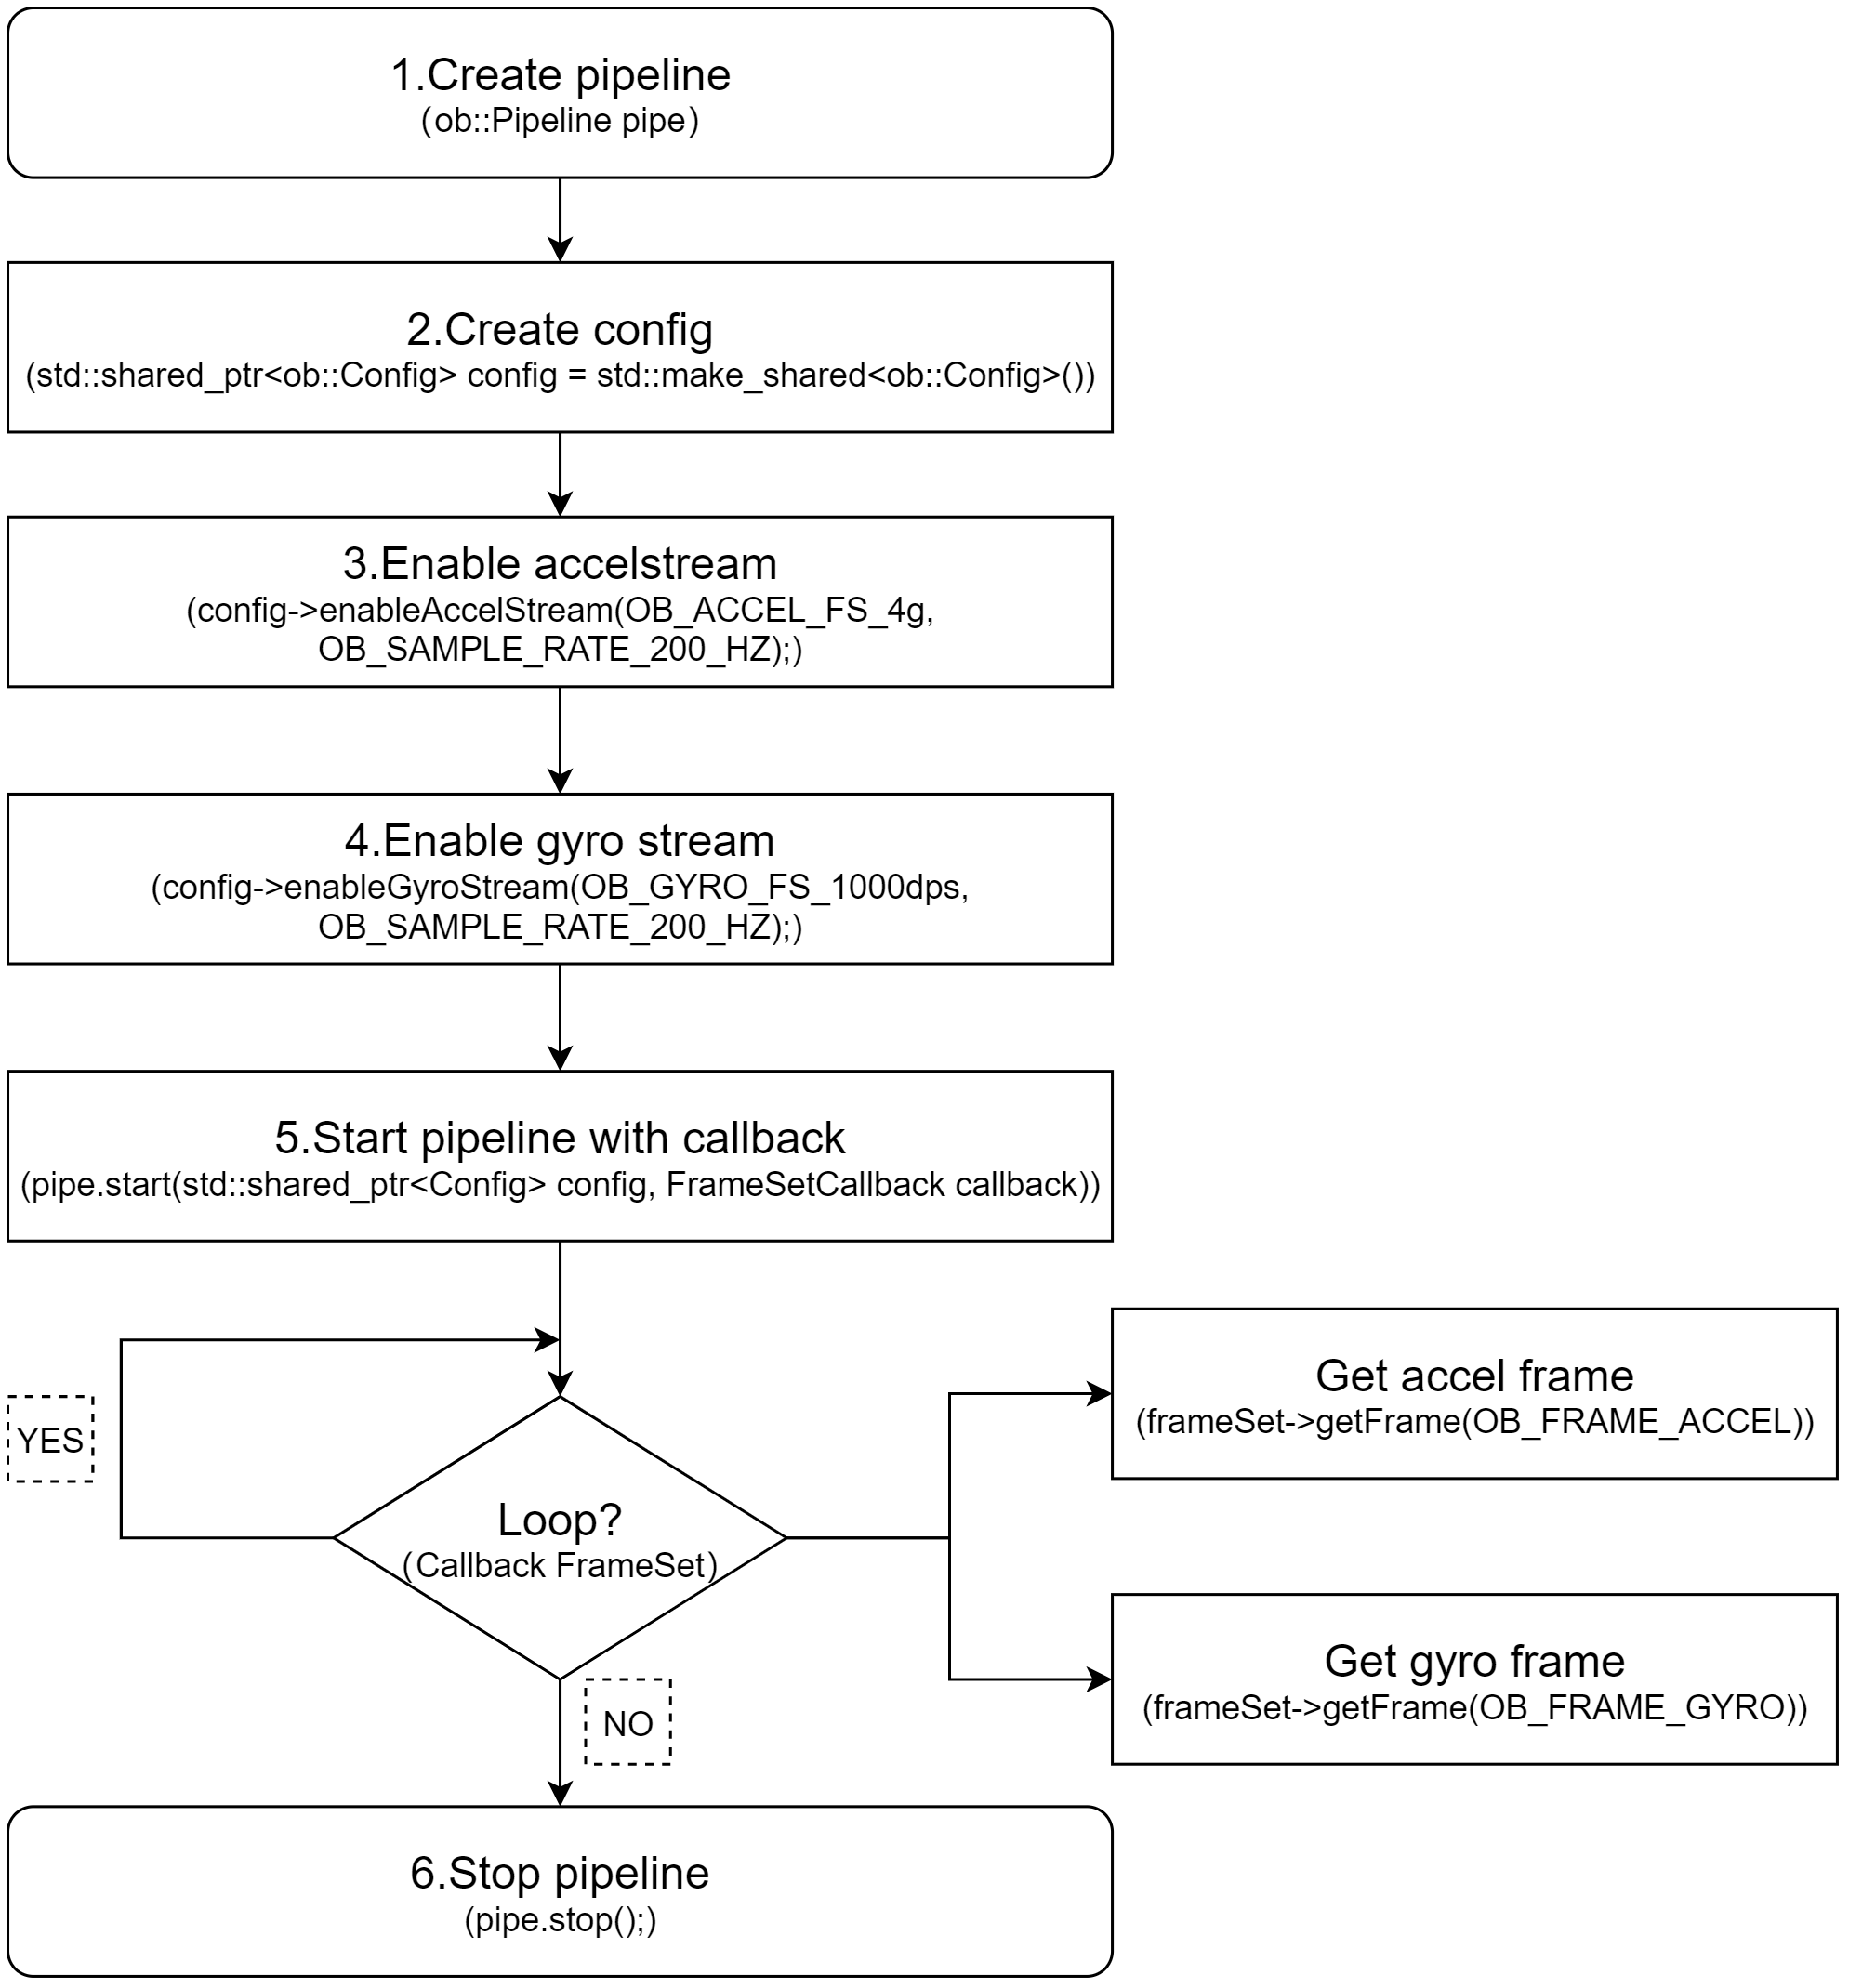 1.Create pipeline
(ob::Pipeline pipe)
2.Create config
(std::shared_ptr<ob::Config> config = std::make_shared<ob::Config>())
3.Enable accelstream
(config->enableAccelStream(OB_ACCEL_FS_4g,
OB_SAMPLE_RATE_200_HZ);)
4.Enable gyro stream
(config->enableGyroStream(OB_GYRO_FS_1000dps,
OB_SAMPLE_RATE_200_HZ);)
5.Start pipeline with callback
(pipe.start(std::shared_ptr<Config> config, FrameSetCallback callback))
Get accel frame
(frameSet->getFrame(OB_FRAME_ACCEL))
YES
Loop?
(Callback FrameSet)
Get gyro frame
(frameSet->getFrame(OB_FRAME_GYRO))
NO
6.Stop pipeline
(pipe.stop();)